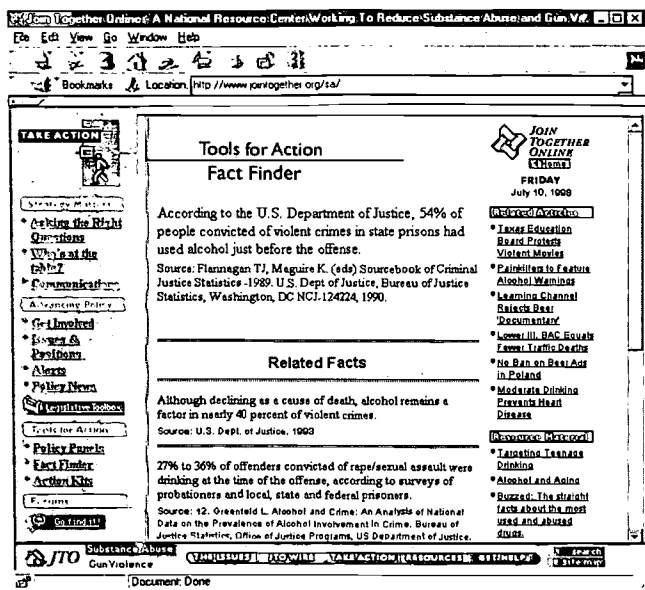 Join Together Online: A National Resource Center Working To Reduce Substance Abuse and Gun
Edit View Go Window Help
Bookmarks Location: http://www.jointogether.org/sa/
TAKE ACTION
Strategy Matters
Asking the Right
Questions
Who's at the
table?
Communications
Advancing Policy
Get Involved
Issues &
Positions
Alerts
Policy News
Legislative Toolbox
Tools for Action
Policy Panels
Fact Finder
Action Kits
Forums
Go find it!
Tools for Action
Fact Finder
According to the U.S. Department of Justice, 54% of
people convicted of violent crimes in state prisons had
used alcohol just before the offense.
Source: Flannagan TJ, Maguire K. (eds) Sourcebook of Criminal
Justice Statistics -1989. U.S. Dept of Justice, Bureau of Justice
Statistics, Washington, DC NCJ-124224, 1990.
Related Facts
Although declining as a cause of death, alcohol remains a
factor in nearly 40 percent of violent crimes.
Source: U.S. Dept. of Justice, 1993
27% to 36% of offenders convicted of rape/sexual assault were
drinking at the time of the offense, according to surveys of
probationers and local, state and federal prisoners.
Source: 12. Greenfeld L. Alcohol and Crime: An Analysis of National
Data on the Prevalence of Alcohol Involvement in Crime. Bureau of
Justice Statistics, Office of Justice Programs, US Department of Justice.
JOIN
TOGETHER
ONLINE
Home
FRIDAY
July 10, 1998
Related Articles
Texas Education
Board Protests
Violent Movies
Painkillers to Feature
Alcohol Warnings
Learning Channel
Rejects Beer
'Documentary'
Lower Ill. BAC Equals
Fewer Traffic Deaths
No Ban on Beer Ads
in Poland
Moderate Drinking
Prevents Heart
Disease
Resource Material
Targeting Teenage
Drinking
Alcohol and Aging
Buzzed: The straight
facts about the most
used and abused
drugs.
JTO Substance Abuse
Gun Violence
THE ISSUES JTO WIRE TAKE ACTION RESOURCES GET HELP
search
site map
Document: Done